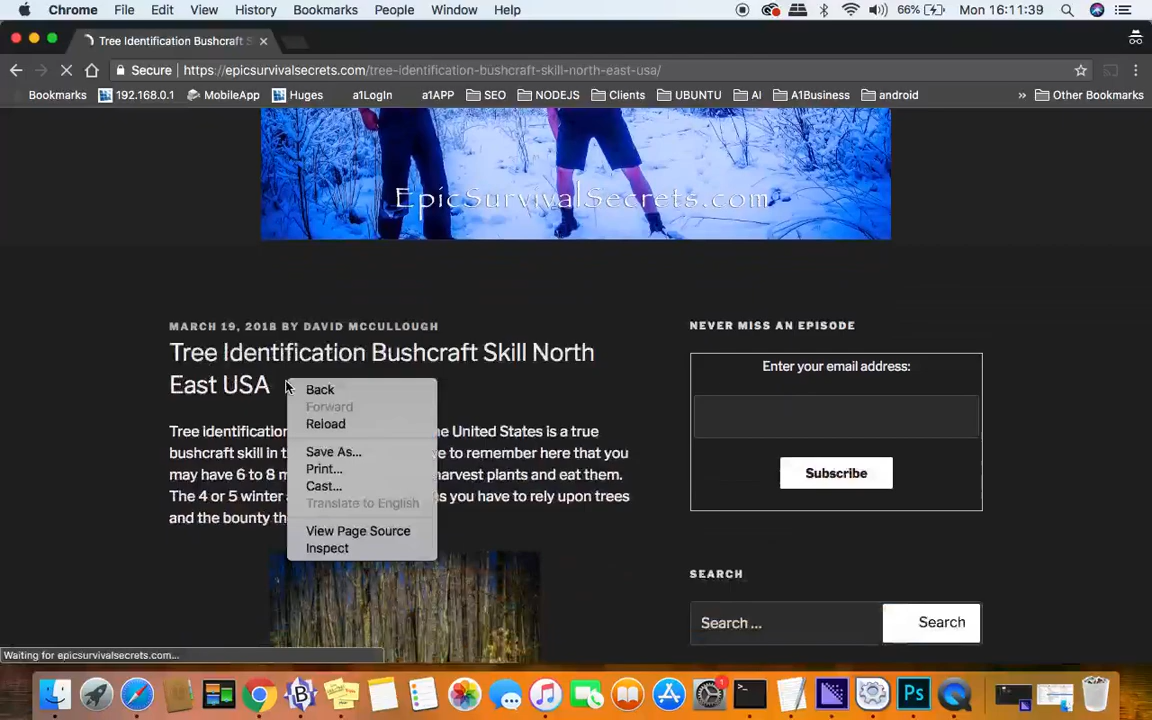 Chrome File Edit View History Bookmarks People Window Help 66% Mon 16:11:39
Tree Identification Bushcraft S
Secure https://epicsurvivalsecrets.com/tree-identification-bushcraft-skill-north-east-usa/
Bookmarks 192.168.0.1 MobileApp Huges a1LogIn a1APP SEO NODEJS Clients UBUNTU AI A1Business android » Other Bookmarks
EpicSurvivalSecrets.com
MARCH 19, 2018 BY DAVID MCCULLOUGH
Tree Identification Bushcraft Skill North
East USA
Tree identification he United States is a true
bushcraft skill in t ve to remember here that you
may have 6 to 8 m harvest plants and eat them.
The 4 or 5 winter as you have to rely upon trees
and the bounty th
Back
Forward
Reload
Save As...
Print...
Cast...
Translate to English
View Page Source
Inspect
NEVER MISS AN EPISODE
Enter your email address:
Subscribe
SEARCH
Search ... Search
Waiting for epicsurvivalsecrets.com...
1
Ps